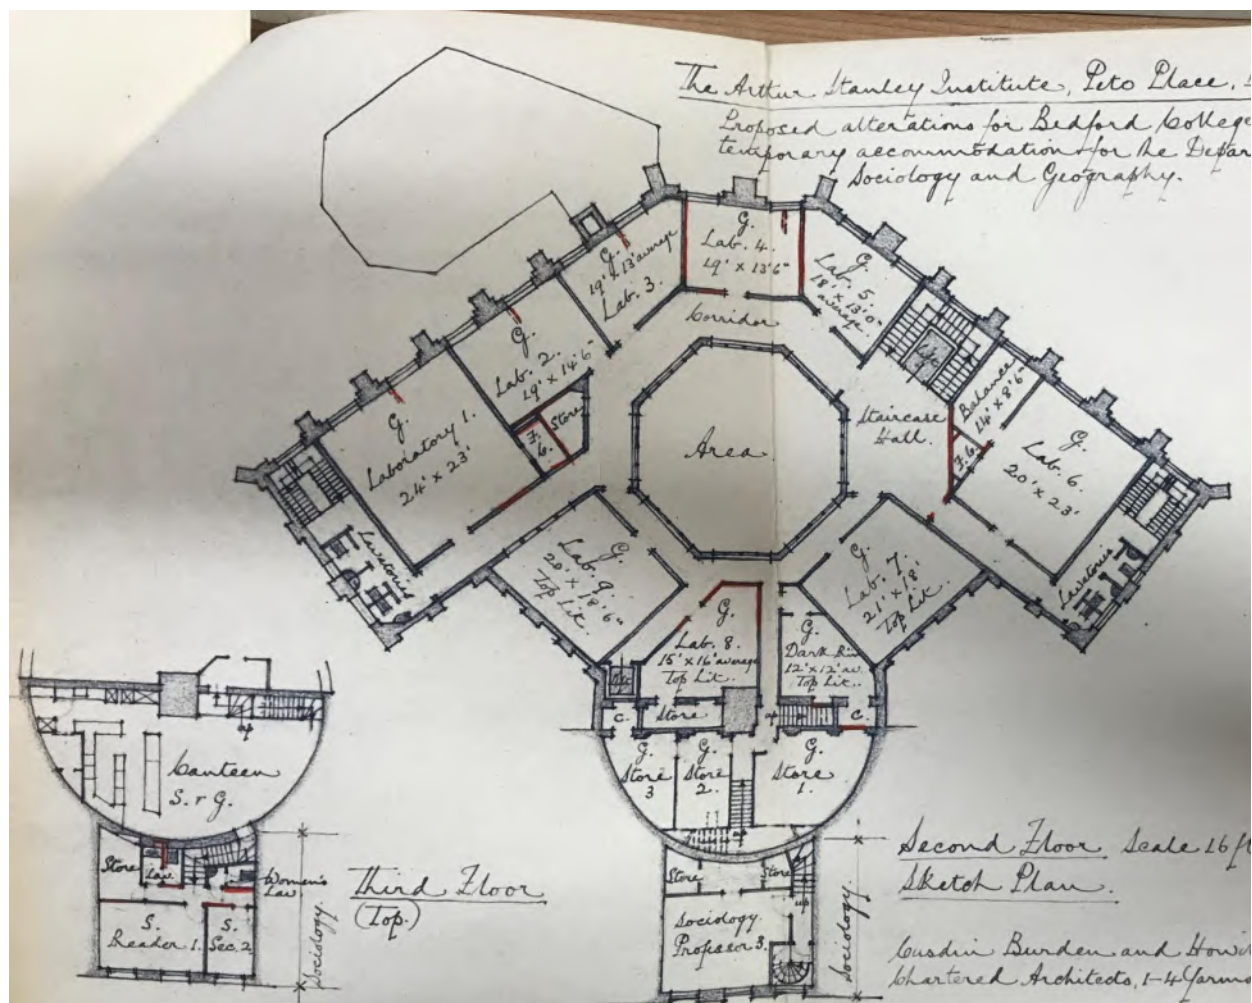 The Arthur Stanley Institute, Peto Place,
Proposed alterations for Bedford College
temporary accommodation for the Depar
Sociology and Geography.
G.
Lab. 4.
19' x 13'6"
G.
19' x 13' average
Lab. 3.
G.
Lab. 5.
18' x 13'0"
average.
Corridor
G.
Lab. 2.
19' x 14'6"
Store
F.
G.
Laboratory 1.
24' x 23'
Lavatories
Area
Staircase
Hall.
Balance
14' x 8'6"
G.
Lab. 6.
20' x 23'
Lavatories
G.
Lab. 9.
20' x 18'6"
Top Lit.
G.
Lab. 7.
21' x 18'
Top Lit.
G.
Lab. 8.
15' x 16' average
Top Lit.
G.
Dark Rm
12' x 12' av.
Top Lit.
C.
Store
up
C.
G.
Store
3
G.
Store
2
G.
Store
1.
Store
Store
up
Sociology
Professor 3.
Sociology
up
Canteen
S. & G.
Store
Lav
Women's
Lav
S.
Reader 1.
S.
Sec. 2
Sociology
Third Floor
(Top.)
Second Floor. Scale 16 f
Sketch Plan.
Cusdin Burden and Howi
Chartered Architects, 1-4 Yarmo